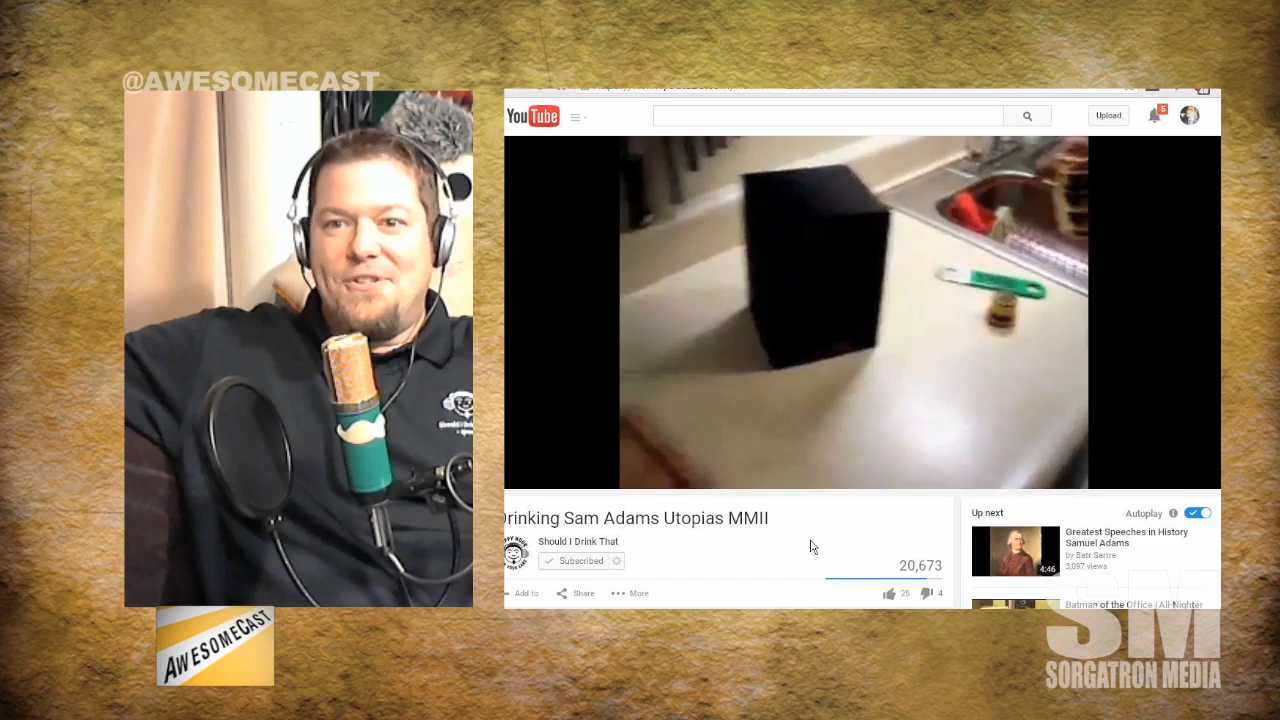 @AWESOMECAST
YouTube
Upload
5
Drinking Sam Adams Utopias MMII
Should I Drink That
Subscribed
20,673
Add to
Share
More
25
4
Up next
Autoplay
Greatest Speeches in History
Samuel Adams
by Batr Sartre
3,097 views
4:46
Batman of the Office (All-Nighter
AWESOMECAST
SM
SORGATRON MEDIA